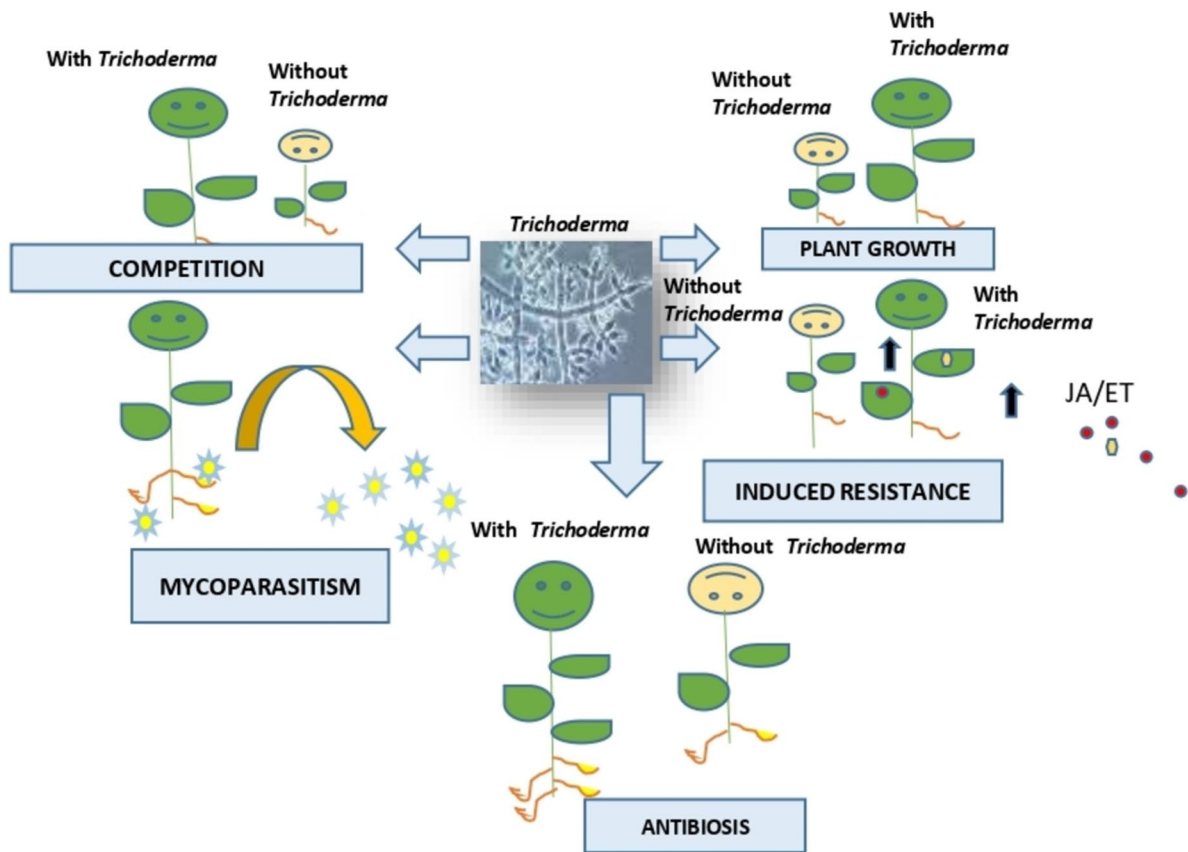 With Trichoderma
Without
Trichoderma
COMPETITION
Trichoderma
Without
Trichoderma
With
Trichoderma
PLANT GROWTH
Without
Trichoderma
With
Trichoderma
JA/ET
INDUCED RESISTANCE
MYCOPARASITISM
With Trichoderma
Without Trichoderma
ANTIBIOSIS